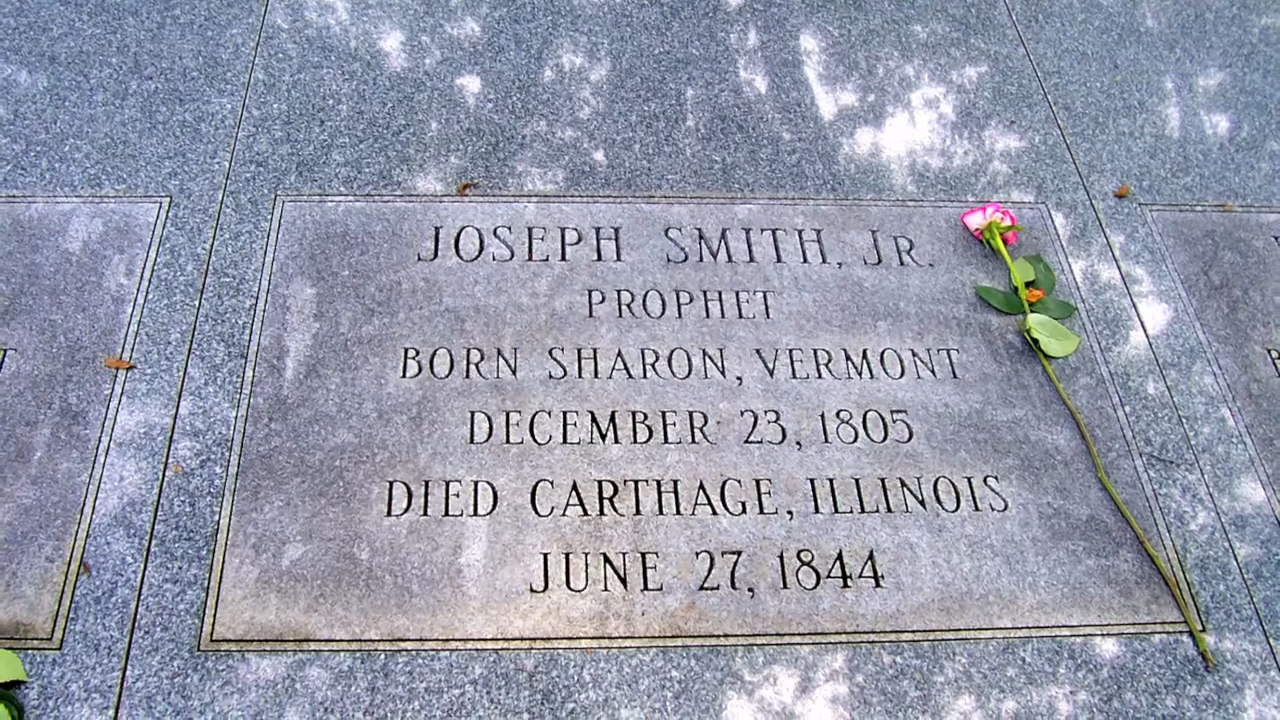 JOSEPH SMITH, JR.
PROPHET
BORN SHARON, VERMONT
DECEMBER 23, 1805
DIED CARTHAGE, ILLINOIS
JUNE 27, 1844